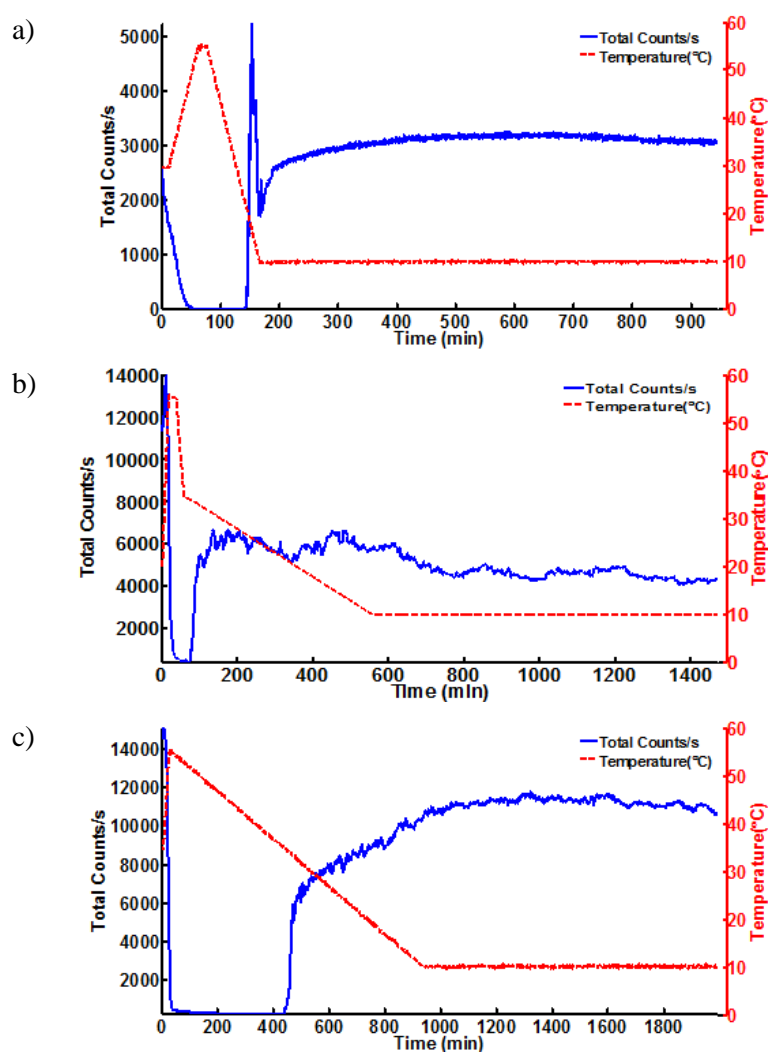 a)
5000
4000
3000
2000
1000
0
Total Counts/s
Total Counts/s
Temperature(°C)
60
50
40
30
20
10
0
Temperature(°C)
0 100 200 300 400 500 600 700 800 900
Time (min)
b)
14000
12000
10000
8000
6000
4000
2000
Total Counts/s
Total Counts/s
Temperature(°C)
60
50
40
30
20
10
0
Temperature(°C)
0 200 400 600 800 1000 1200 1400
Time (min)
c)
14000
12000
10000
8000
6000
4000
2000
Total Counts/s
Total Counts/s
Temperature(°C)
60
50
40
30
20
10
0
Temperature(°C)
0 200 400 600 800 1000 1200 1400 1600 1800
Time (min)